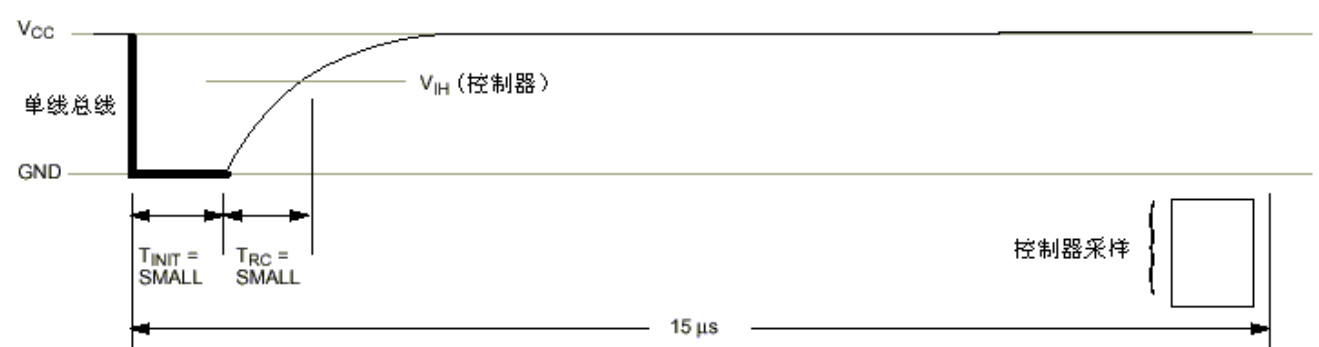 VCC
VIH (控制器)
单线总线
GND
TINIT =
SMALL
TRC =
SMALL
控制器采样
15 μs